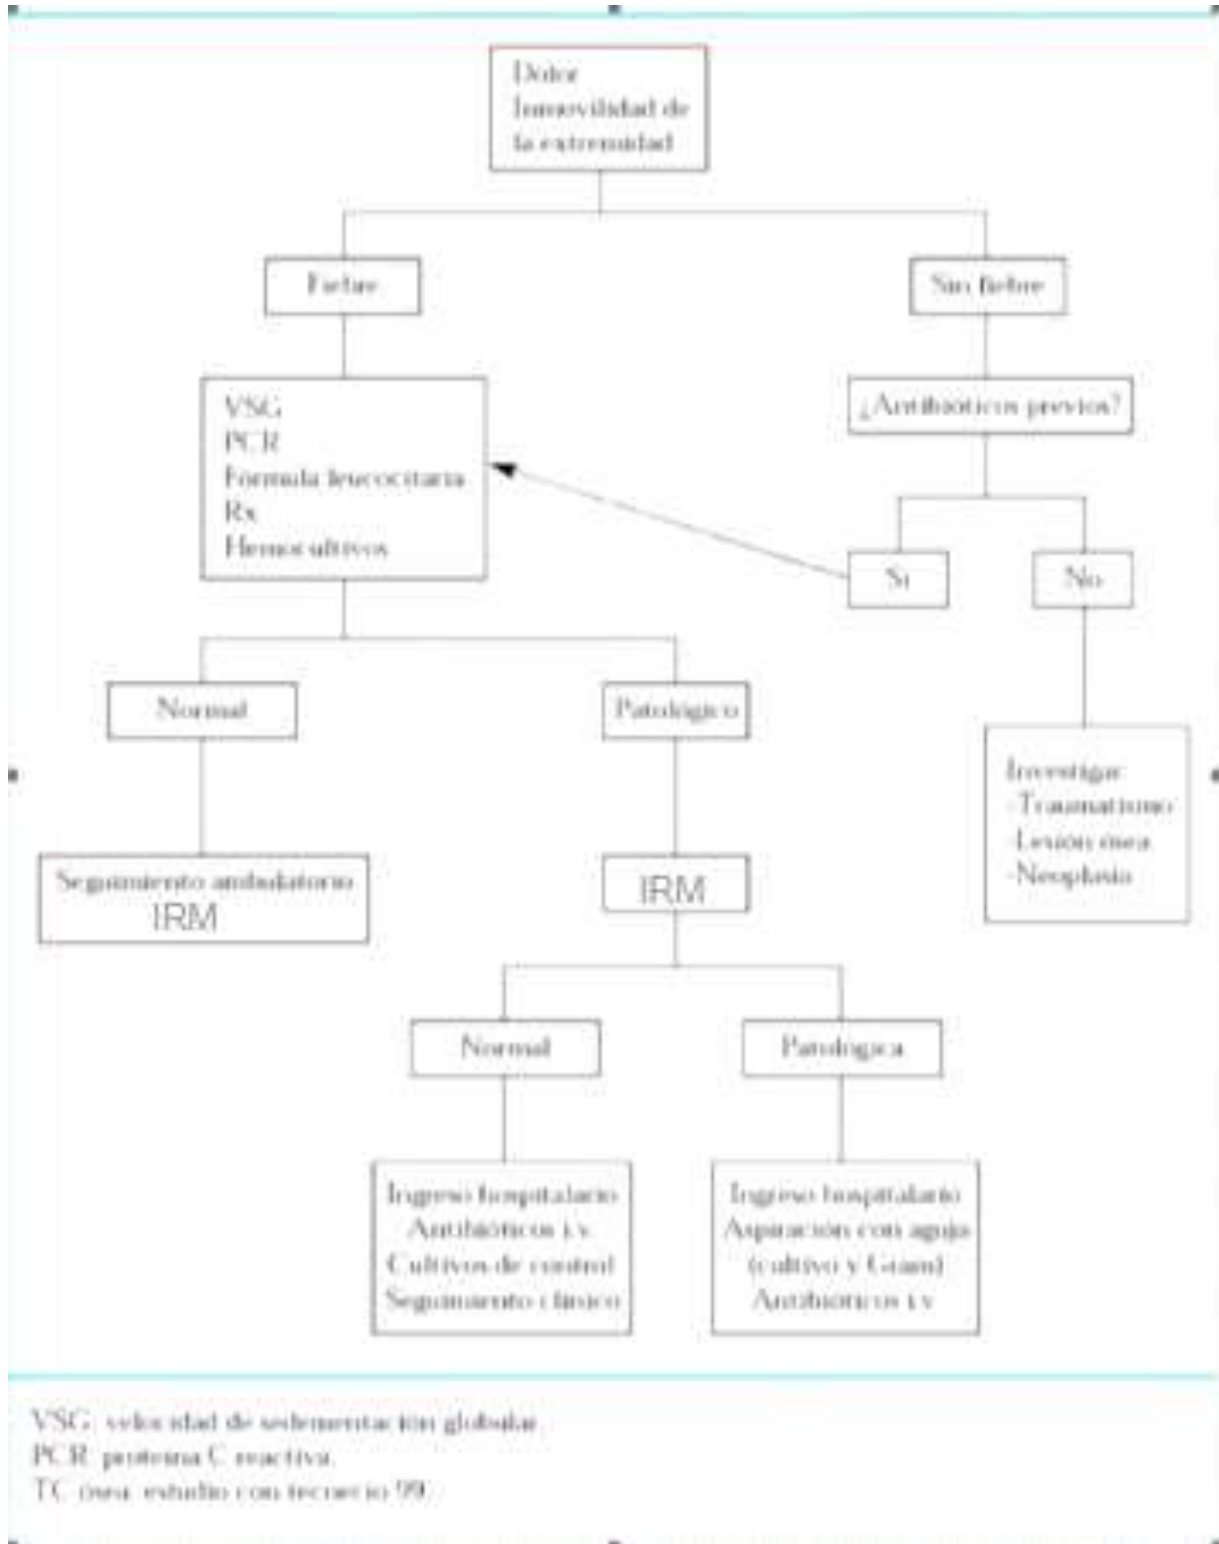 Dolor
Inmovilidad de
la extremidad
Fiebre
Sin fiebre
VSG
PCR
Fórmula leucocitaria
Rx
Hemocultivos
¿Antibióticos previos?
Sí
No
Normal
Patológico
Investigar
-Traumatismo
-Lesión ósea
-Neoplasia
Seguimiento ambulatorio
IRM
IRM
Normal
Patológica
Ingreso hospitalario
Antibióticos i.v.
Cultivos de control
Seguimiento clínico
Ingreso hospitalario
Aspiración con aguja
(cultivo y Gram)
Antibióticos i.v.
VSG: velocidad de sedimentación globular.
PCR: proteína C reactiva.
TC ósea: estudio con tecnecio 99.